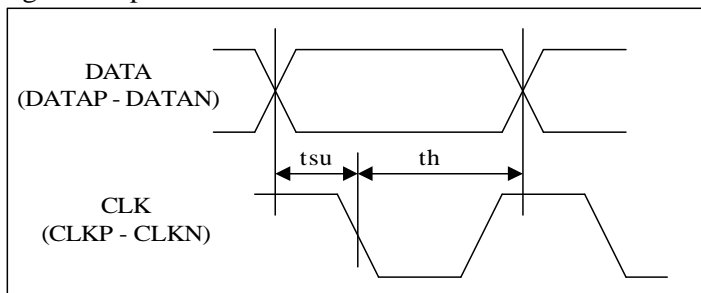 DATA
(DATAP - DATAN)
tsu th
CLK
(CLKP - CLKN)